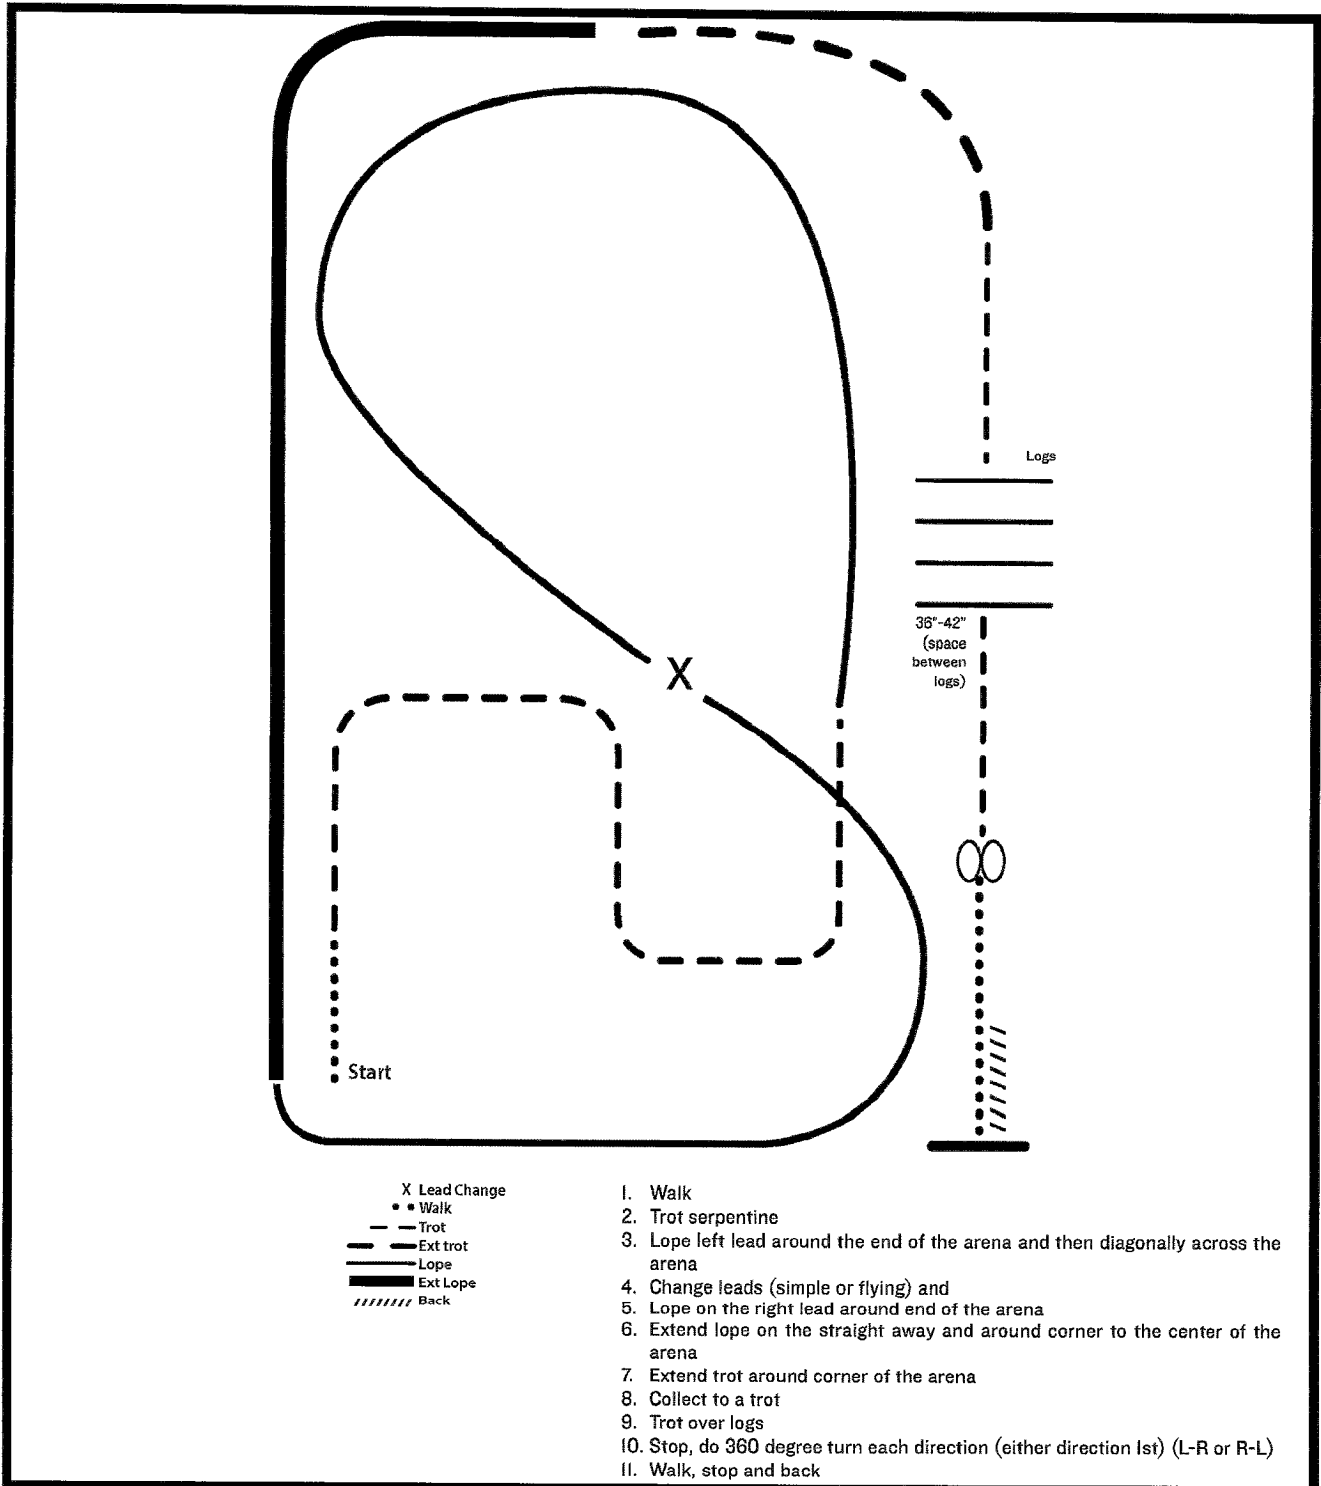 Logs
36"-42"
(space
between
logs)
X
Start
X Lead Change
Walk
Trot
Ext trot
Lope
Ext Lope
Back
1. Walk
2. Trot serpentine
3. Lope left lead around the end of the arena and then diagonally across the
arena
4. Change leads (simple or flying) and
5. Lope on the right lead around end of the arena
6. Extend lope on the straight away and around corner to the center of the
arena
7. Extend trot around corner of the arena
8. Collect to a trot
9. Trot over logs
10. Stop, do 360 degree turn each direction (either direction 1st) (L-R or R-L)
11. Walk, stop and back